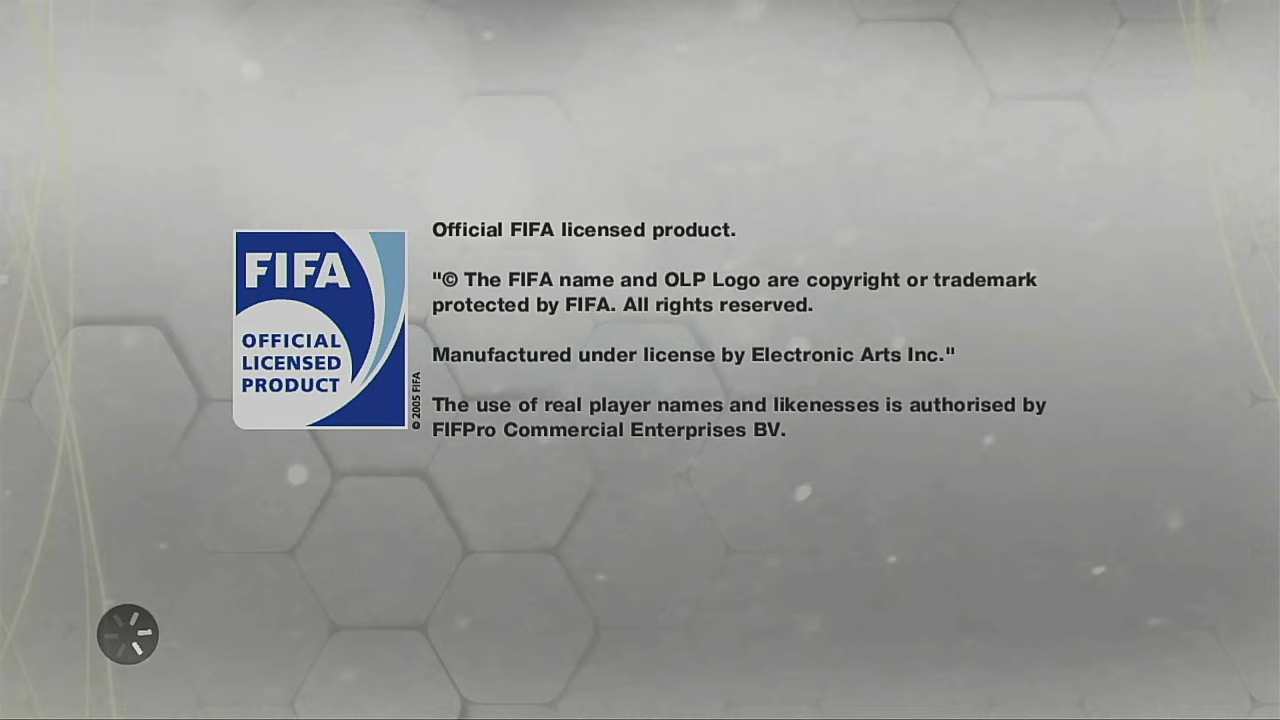 Official FIFA licensed product.
"© The FIFA name and OLP Logo are copyright or trademark
protected by FIFA. All rights reserved.
Manufactured under license by Electronic Arts Inc."
The use of real player names and likenesses is authorised by
FIFPro Commercial Enterprises BV.
FIFA
OFFICIAL
LICENSED
PRODUCT
© 2005 FIFA